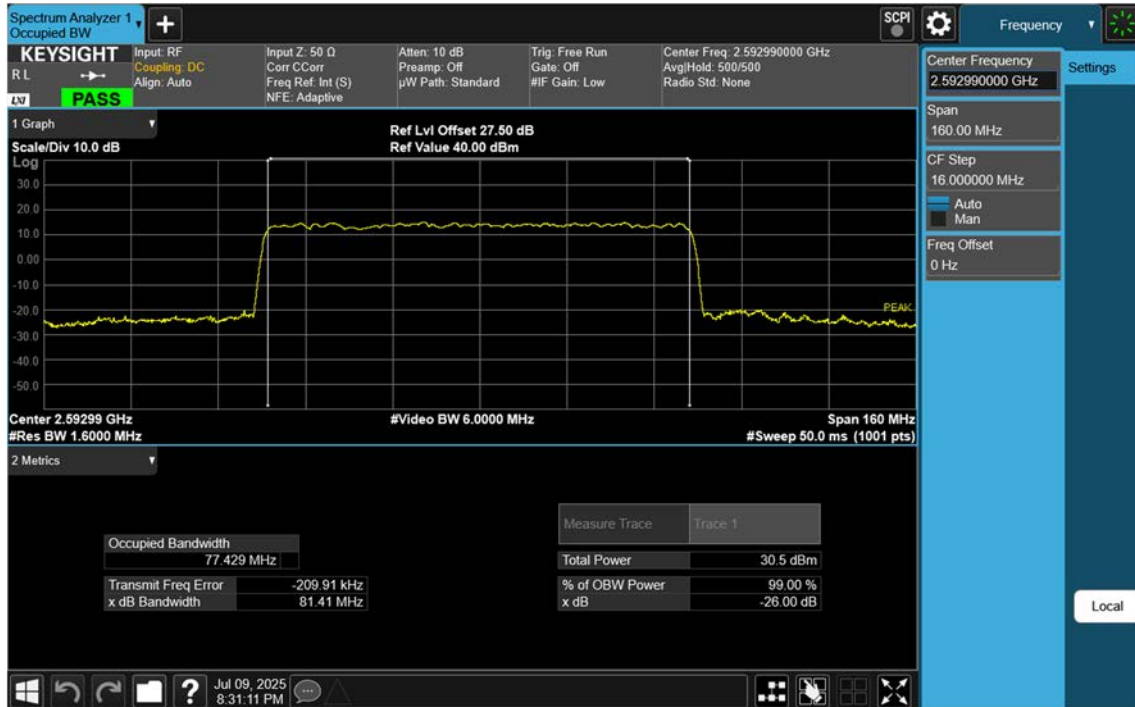 Spectrum Analyzer 1
Occupied BW
SCPI
Frequency
KEYSIGHT
R L
LXI
PASS
Input: RF
Coupling: DC
Align: Auto
Input Z: 50 Ω
Corr CCorr
Freq Ref: Int (S)
NFE: Adaptive
Atten: 10 dB
Preamp: Off
µW Path: Standard
Trig: Free Run
Gate: Off
#IF Gain: Low
Center Freq: 2.592990000 GHz
Avg|Hold: 500/500
Radio Std: None
Center Frequency
2.592990000 GHz
Settings
Span
160.00 MHz
CF Step
16.000000 MHz
Auto
Man
Freq Offset
0 Hz
Local
1 Graph
Scale/Div 10.0 dB
Ref Lvl Offset 27.50 dB
Ref Value 40.00 dBm
Log
30.0
20.0
10.0
0.00
-10.0
-20.0
-30.0
-40.0
-50.0
PEAK
Center 2.59299 GHz
#Video BW 6.0000 MHz
Span 160 MHz
#Res BW 1.6000 MHz
#Sweep 50.0 ms (1001 pts)
2 Metrics
Measure Trace Trace 1
Occupied Bandwidth
77.429 MHz
Total Power 30.5 dBm
Transmit Freq Error -209.91 kHz
% of OBW Power 99.00 %
x dB Bandwidth 81.41 MHz
x dB -26.00 dB
?
Jul 09, 2025
8:31:11 PM